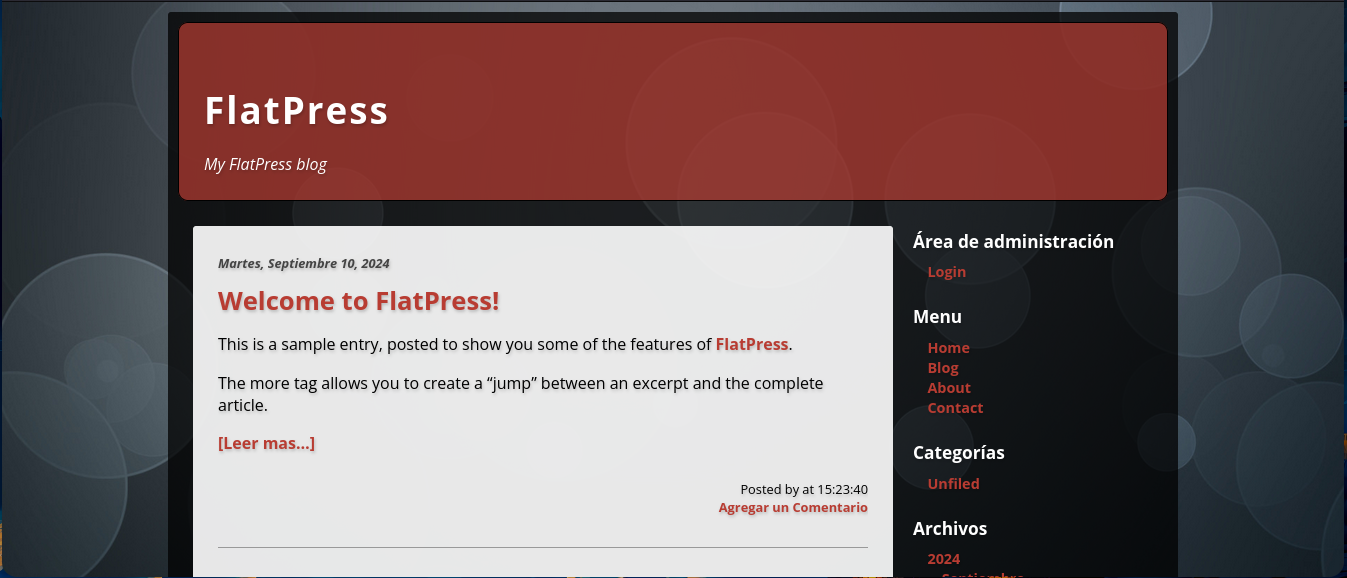 FlatPress
My FlatPress blog
Martes, Septiembre 10, 2024
Welcome to FlatPress!
This is a sample entry, posted to show you some of the features of FlatPress.
The more tag allows you to create a “jump” between an excerpt and the complete
article.
[Leer mas...]
Posted by at 15:23:40
Agregar un Comentario
Área de administración
Login
Menu
Home
Blog
About
Contact
Categorías
Unfiled
Archivos
2024
Septiembre